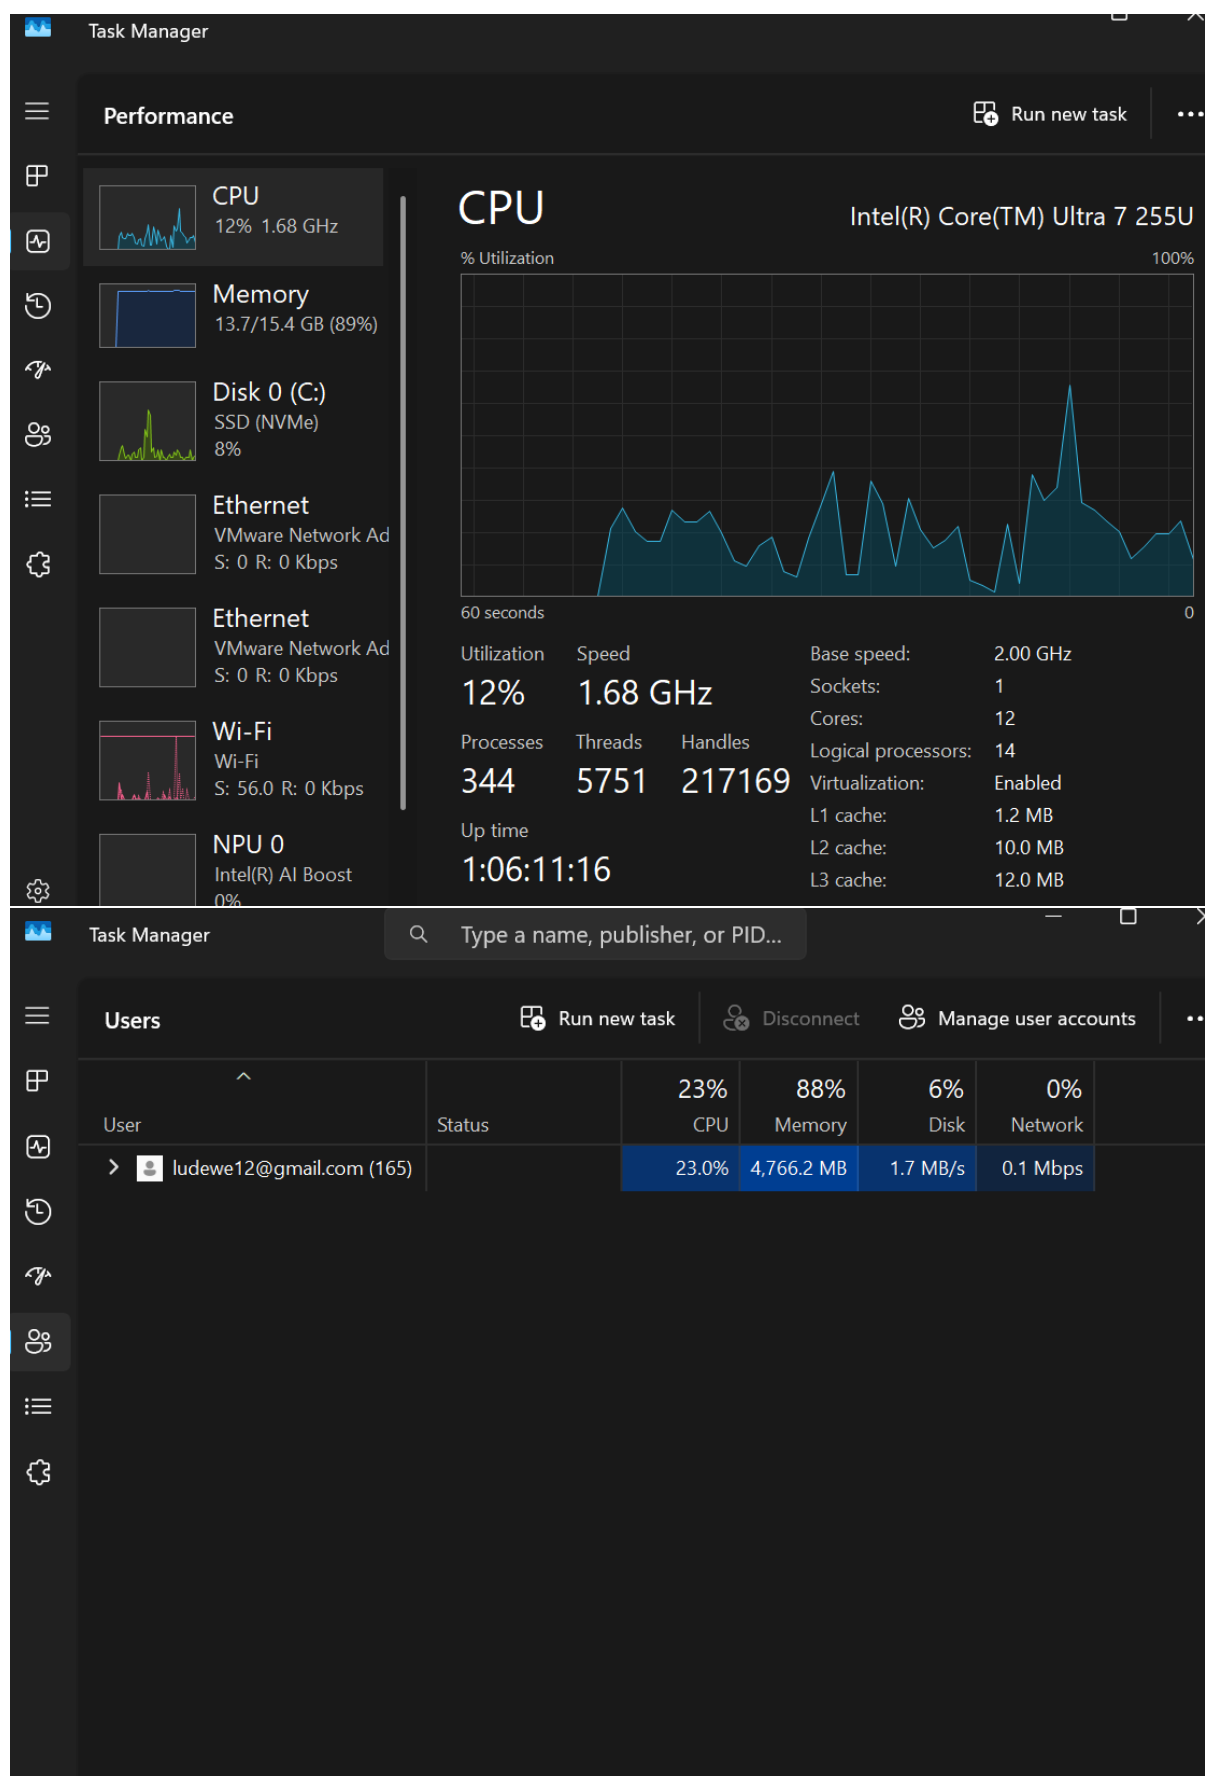 Task Manager
Performance
Run new task
CPU
12% 1.68 GHz
Memory
13.7/15.4 GB (89%)
Disk 0 (C:)
SSD (NVMe)
8%
Ethernet
VMware Network Ad
S: 0 R: 0 Kbps
Ethernet
VMware Network Ad
S: 0 R: 0 Kbps
Wi-Fi
Wi-Fi
S: 56.0 R: 0 Kbps
NPU 0
Intel(R) AI Boost
0%
CPU
Intel(R) Core(TM) Ultra 7 255U
% Utilization
100%
60 seconds
0
Utilization Speed
12% 1.68 GHz
Processes Threads Handles
344 5751 217169
Up time
1:06:11:16
Base speed: 2.00 GHz
Sockets: 1
Cores: 12
Logical processors: 14
Virtualization: Enabled
L1 cache: 1.2 MB
L2 cache: 10.0 MB
L3 cache: 12.0 MB
Task Manager
Type a name, publisher, or PID...
Users
Run new task
Disconnect
Manage user accounts
23% 88% 6% 0%
User Status CPU Memory Disk Network
ludewe12@gmail.com (165) 23.0% 4,766.2 MB 1.7 MB/s 0.1 Mbps